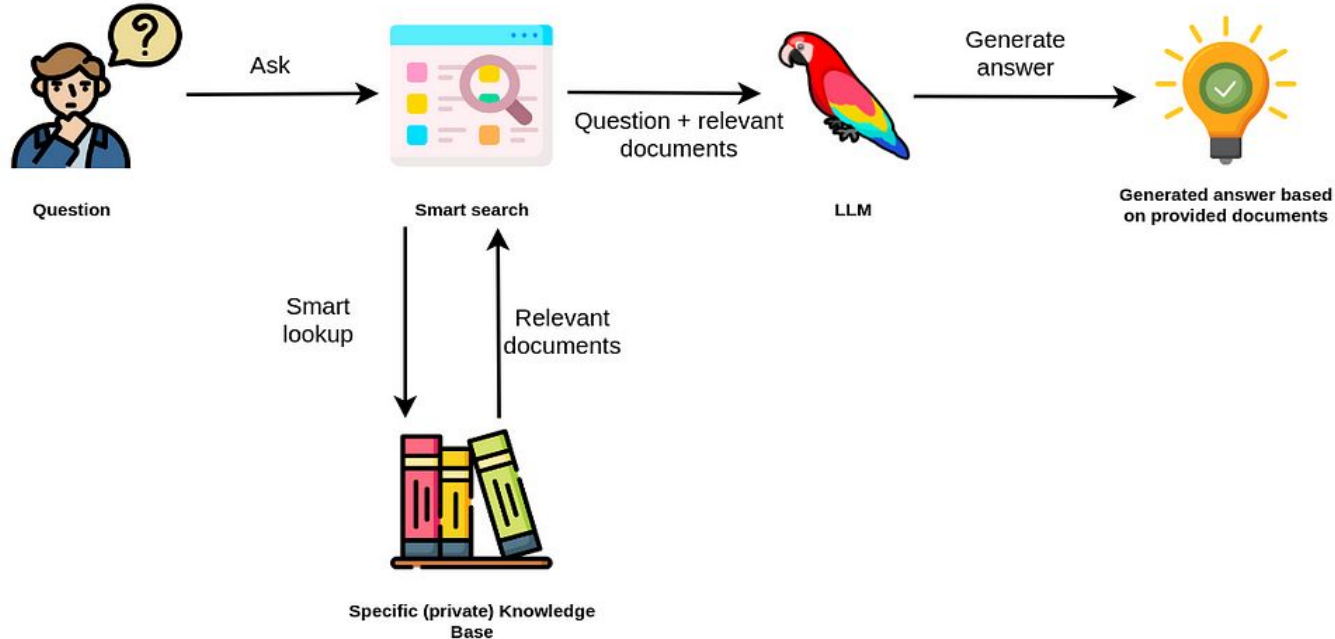 ?
Ask
Generate
answer
Question + relevant
documents
Question
Smart search
LLM
Generated answer based
on provided documents
Smart
lookup
Relevant
documents
Specific (private) Knowledge
Base